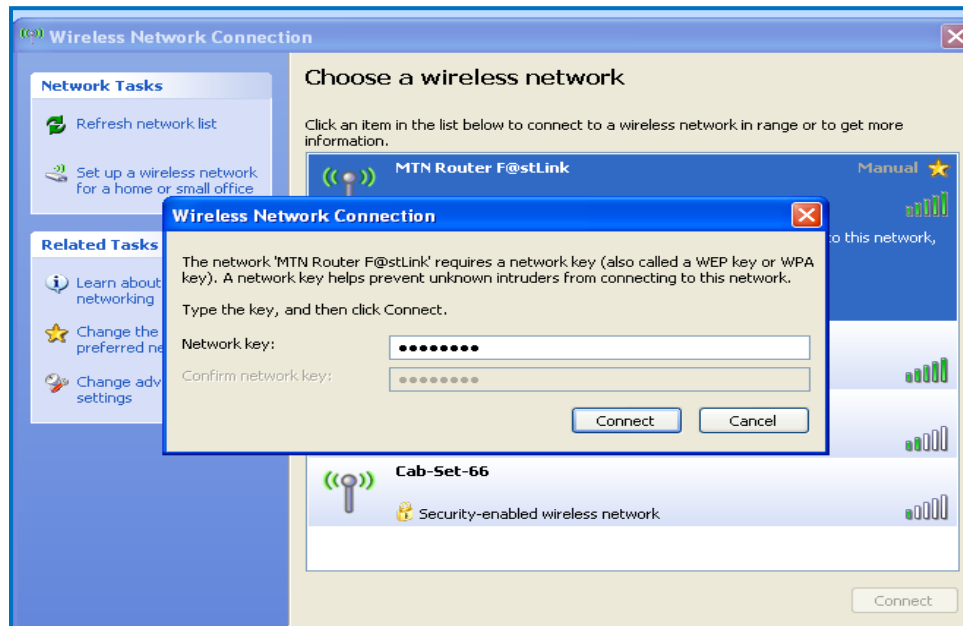 Wireless Network Connection
Network Tasks
Refresh network list
Set up a wireless network
for a home or small office
Related Tasks
Learn about
networking
Change the
preferred ne
Change adv
settings
Choose a wireless network
Click an item in the list below to connect to a wireless network in range or to get more
information.
MTN Router F@stLink
Manual
to this network,
Wireless Network Connection
The network 'MTN Router F@stLink' requires a network key (also called a WEP key or WPA
key). A network key helps prevent unknown intruders from connecting to this network.
Type the key, and then click Connect.
Network key:
Confirm network key:
Connect
Cancel
Cab-Set-66
Security-enabled wireless network
Connect